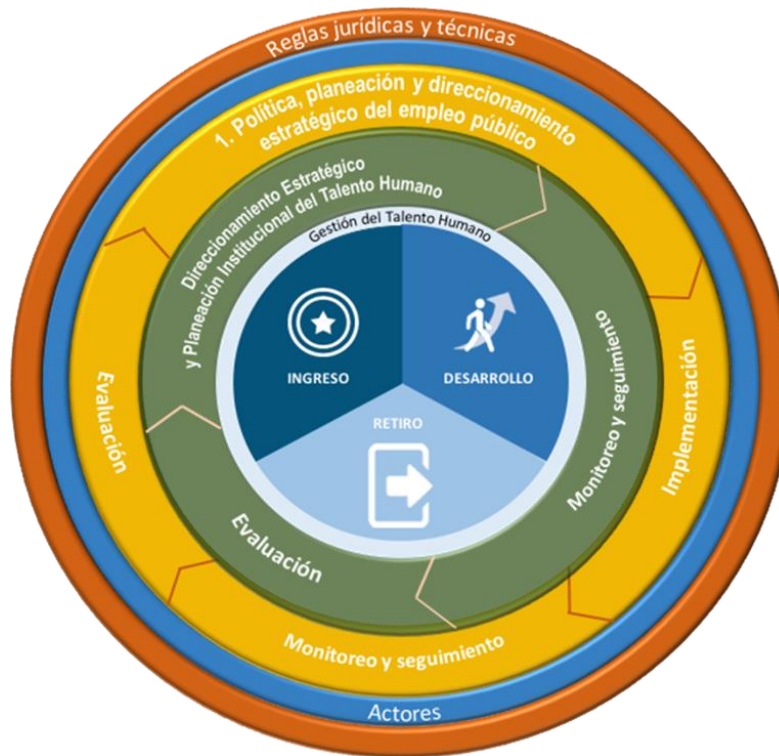 Reglas jurídicas y técnicas
1. Política, planeación y direccionamiento
estratégico del empleo público
Direccionamiento Estratégico
y Planeación Institucional del Talento Humano
Gestión del Talento Humano
INGRESO
DESARROLLO
RETIRO
Monitoreo y seguimiento
Implementación
Evaluación
Evaluación
Monitoreo y seguimiento
Actores